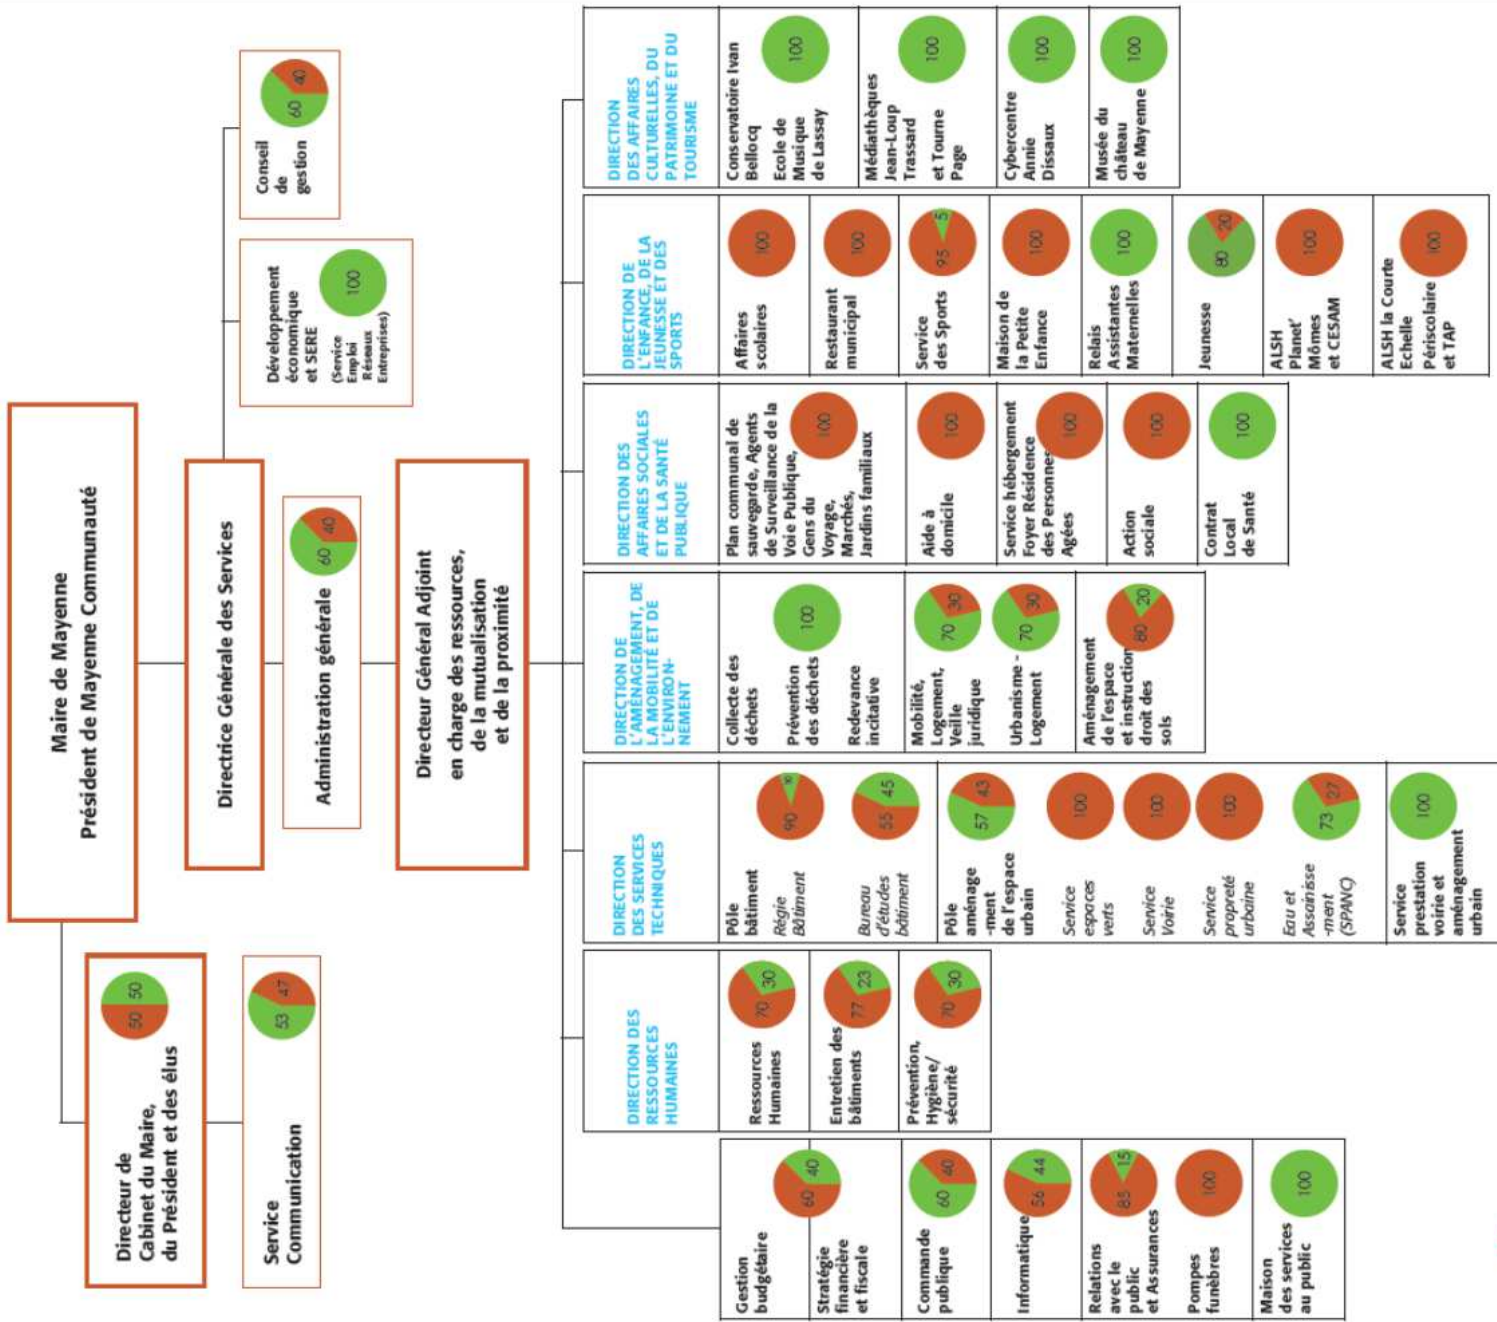 Maire de Mayenne
Président de Mayenne Communauté
Directeur de
Cabinet du Maire,
du Président et des élus
50
50
Service
Communication
53
47
Directrice Générale des Services
Développement
économique
et SERE
(Service
Emploi
Réseaux
Entreprises)
100
Conseil
de
gestion
60
40
Administration générale
60
40
Directeur Général Adjoint
en charge des ressources,
de la mutualisation
et de la proximité
Gestion
budgétaire
Stratégie
financière
et fiscale
60
40
Commande
publique
60
40
Informatique
56
44
Relations
avec le
public
et Assurances
85
15
Pompes
funèbres
100
Maison
des services
au public
100
DIRECTION DES
RESSOURCES
HUMAINES
Ressources
Humaines
70
30
Entretien des
bâtiments
77
23
Prévention,
Hygiène/
sécurité
70
30
DIRECTION
DES SERVICES
TECHNIQUES
Pôle
bâtiment
Régie
Bâtiment
90
Bureau
d'études
bâtiment
55
45
Pôle
aménage
-ment
de l'espace
urbain
57
43
Service
espaces
verts
100
Service
Voirie
100
Service
propreté
urbaine
100
Eau et
Assainisse
-ment
(SPANC)
73
27
Service
prestation
voirie et
aménagement
urbain
100
DIRECTION DE
L'AMÉNAGEMENT, DE
LA MOBILITÉ ET DE
L'ENVIRON-
NEMENT
Collecte des
déchets
Prévention
des déchets
Redevance
incitative
100
Mobilité,
Logement,
Veille
juridique
70
30
Urbanisme -
Logement
70
30
Aménagement
de l'espace
et instruction
droit des
sols
80
20
DIRECTION DES
AFFAIRES SOCIALES
ET DE LA SANTÉ
PUBLIQUE
Plan communal de
sauvegarde, Agents
de Surveillance de la
Voie Publique,
Gens du
Voyage,
Marchés,
Jardins familiaux
100
Aide à
domicile
100
Service hébergement
Foyer Résidence
des Personnes
Agées
100
Action
sociale
100
Contrat
Local
de Santé
100
DIRECTION DE
L'ENFANCE, DE LA
JEUNESSE ET DES
SPORTS
Affaires
scolaires
100
Restaurant
municipal
100
Service
des Sports
95
5
Maison de
la Petite
Enfance
100
Relais
Assistantes
Maternelles
100
Jeunesse
80
20
ALSH
Planet'
Mômes
et CESAM
100
ALSH la Courte
Echelle
Périscolaire
et TAP
100
DIRECTION
DES AFFAIRES
CULTURELLES, DU
PATRIMOINE ET DU
TOURISME
Conservatoire Ivan
Bellocq
Ecole de
Musique
de Lassay
100
Médiathèques
Jean-Loup
Trassard
et Tourne
Page
100
Cybercentre
Annie
Dissaux
100
Musée du
château
de Mayenne
100